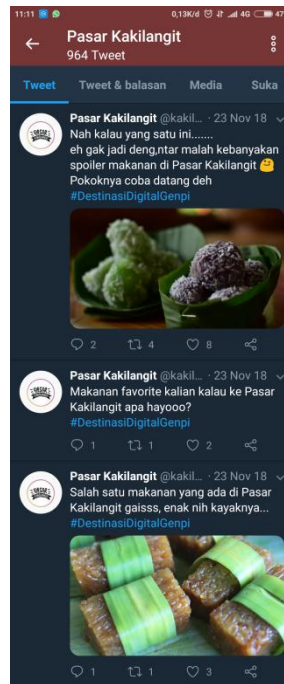 11:11
0,13K/d
4G
47
Pasar Kakilangit
964 Tweet
Tweet
Tweet & balasan
Media
Suka
Pasar Kakilangit @kakil... · 23 Nov 18
Nah kalau yang satu ini.......
eh gak jadi deng,ntar malah kebanyakan
spoiler makanan di Pasar Kakilangit 🤗
Pokoknya coba datang deh
#DestinasiDigitalGenpi
2
4
8
Pasar Kakilangit @kakil... · 23 Nov 18
Makanan favorite kalian kalau ke Pasar
Kakilangit apa hayooo?
#DestinasiDigitalGenpi
1
1
2
Pasar Kakilangit @kakil... · 23 Nov 18
Salah satu makanan yang ada di Pasar
Kakilangit gaisss, enak nih kayaknya...
#DestinasiDigitalGenpi
1
1
3